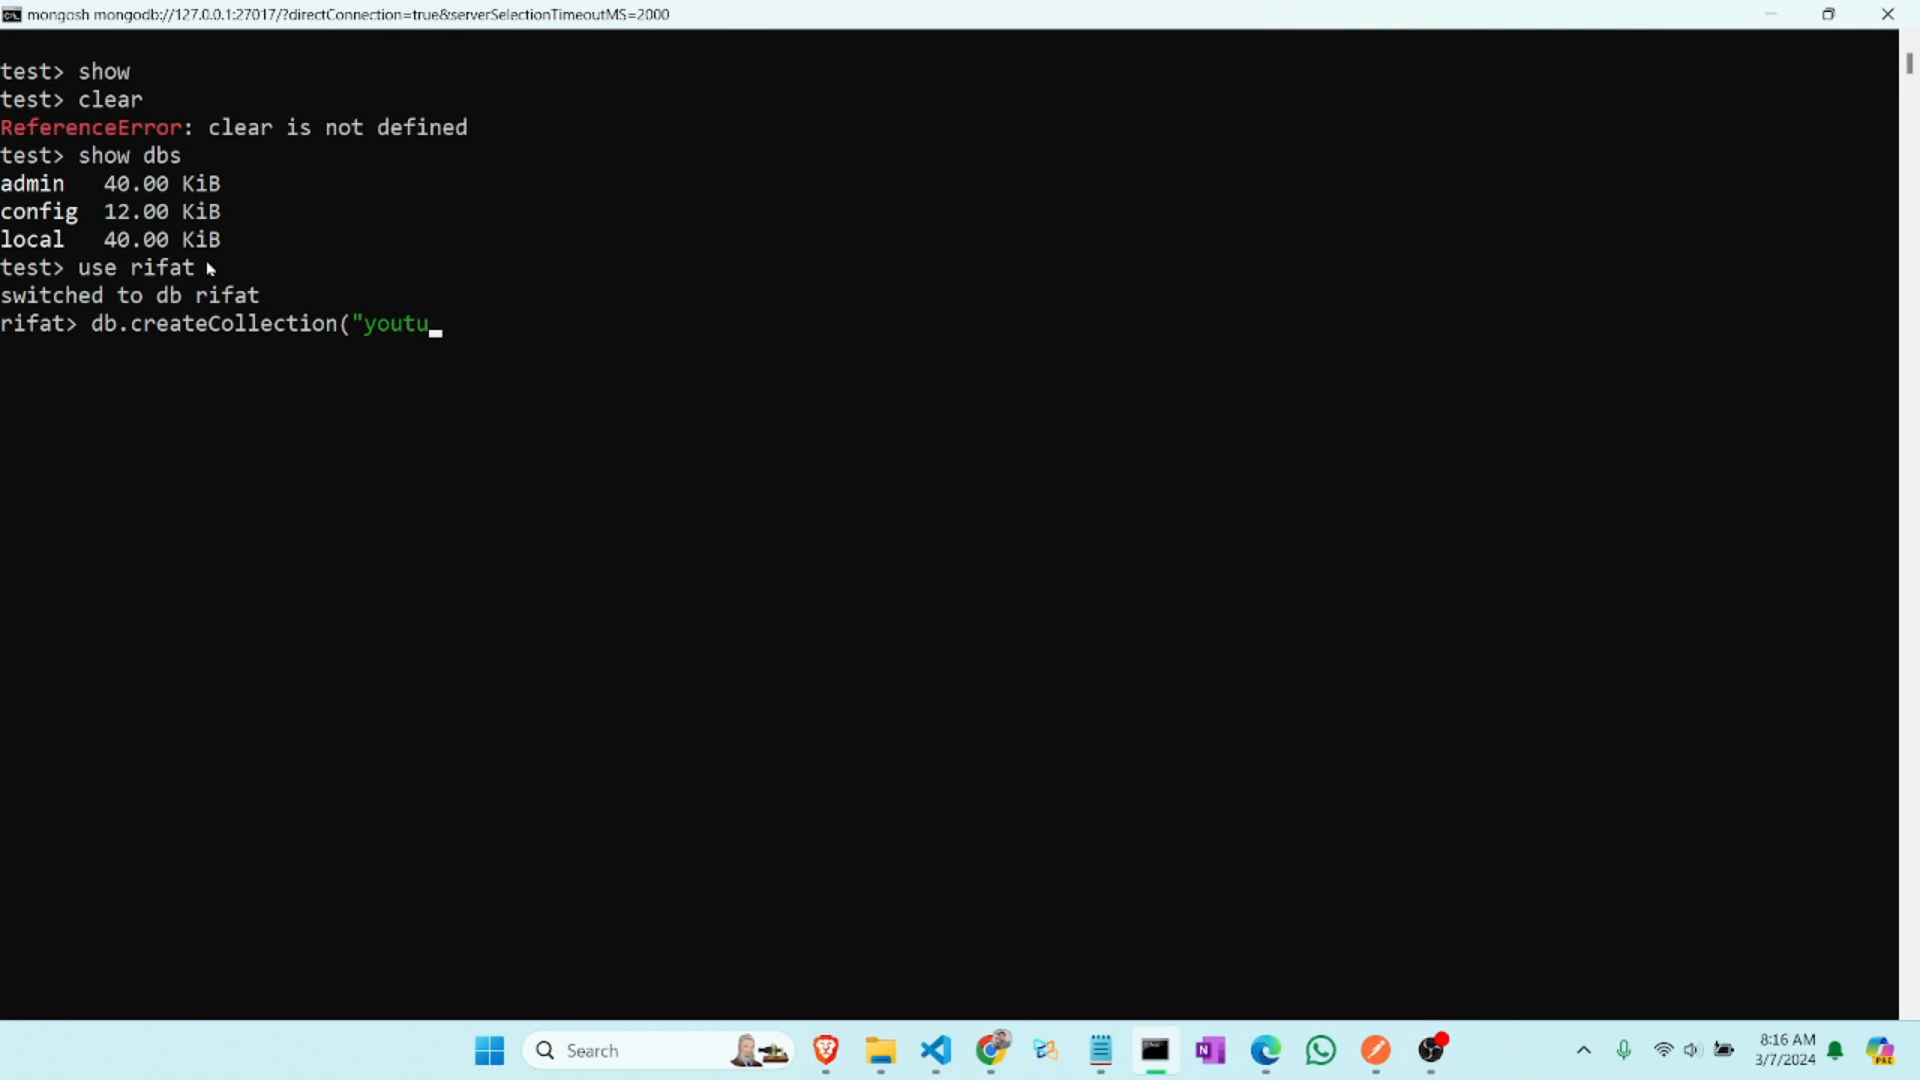 mongosh mongodb://127.0.0.1:27017/?directConnection=true&serverSelectionTimeoutMS=2000
test> show
test> clear
ReferenceError: clear is not defined
test> show dbs
admin 40.00 KiB
config 12.00 KiB
local 40.00 KiB
test> use rifat
switched to db rifat
rifat> db.createCollection("youtu
Search
8:16 AM
3/7/2024
PRE